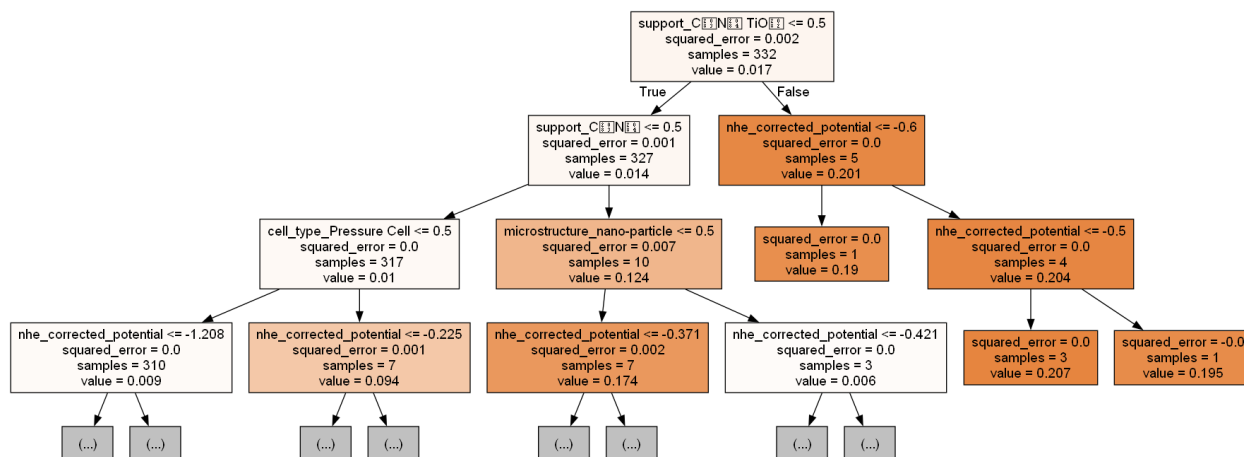 support_C□N□ TiO□ <= 0.5
squared_error = 0.002
samples = 332
value = 0.017
True
False
support_C□N□ <= 0.5
squared_error = 0.001
samples = 327
value = 0.014
nhe_corrected_potential <= -0.6
squared_error = 0.0
samples = 5
value = 0.201
cell_type_Pressure Cell <= 0.5
squared_error = 0.0
samples = 317
value = 0.01
microstructure_nano-particle <= 0.5
squared_error = 0.007
samples = 10
value = 0.124
squared_error = 0.0
samples = 1
value = 0.19
nhe_corrected_potential <= -0.5
squared_error = 0.0
samples = 4
value = 0.204
nhe_corrected_potential <= -1.208
squared_error = 0.0
samples = 310
value = 0.009
nhe_corrected_potential <= -0.225
squared_error = 0.001
samples = 7
value = 0.094
nhe_corrected_potential <= -0.371
squared_error = 0.002
samples = 7
value = 0.174
nhe_corrected_potential <= -0.421
squared_error = 0.0
samples = 3
value = 0.006
squared_error = 0.0
samples = 3
value = 0.207
squared_error = -0.0
samples = 1
value = 0.195
(...)
(...)
(...)
(...)
(...)
(...)
(...)
(...)